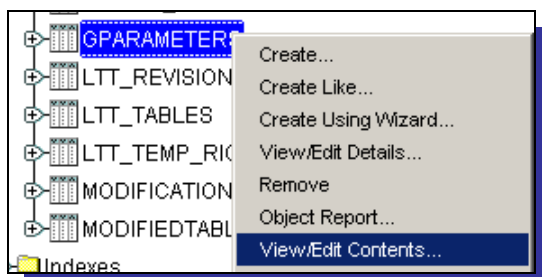 GPARAMETERS
LTT_REVISION
LTT_TABLES
LTT_TEMP_RIC
MODIFICATION
MODIFIEDTABL
Indexes
Create...
Create Like...
Create Using Wizard...
View/Edit Details...
Remove
Object Report...
View/Edit Contents...